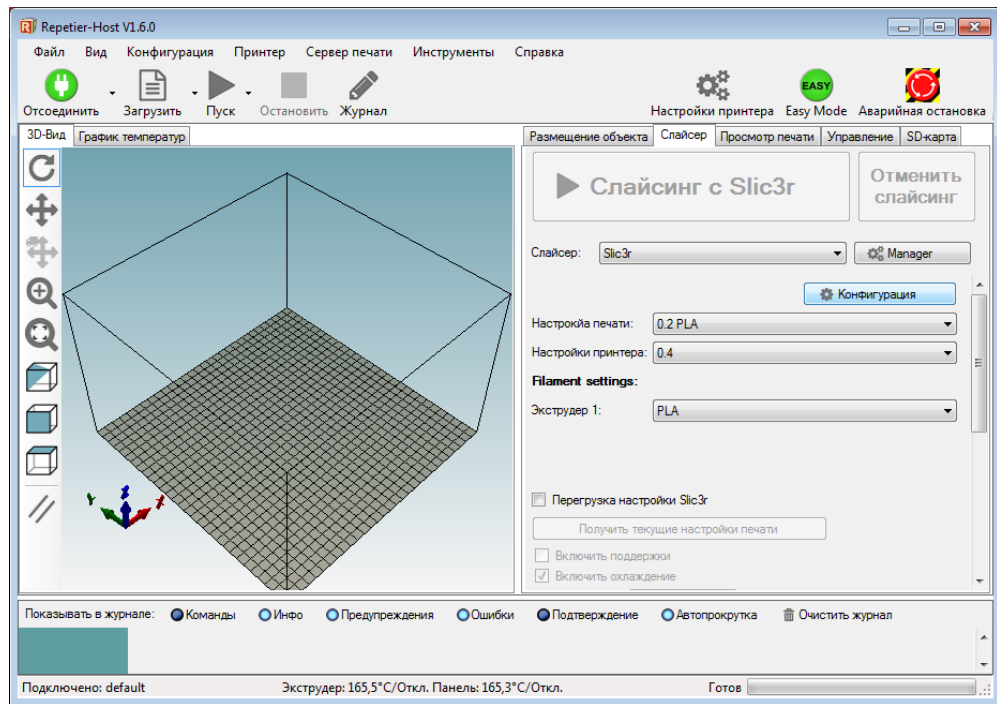 Repetier-Host V1.6.0
Файл Вид Конфигурация Принтер Сервер печати Инструменты Справка
Отсоединить Загрузить Пуск Остановить Журнал Настройки принтера EASY Easy Mode Аварийная остановка
3D-Вид График температур Размещение объекта Слайсер Просмотр печати Управление SD-карта
Слайсинг с Slic3r
Отменить
слайсинг
Слайсер: Slic3r Manager
Конфигурация
Настрокйа печати: 0.2 PLA
Настройки принтера: 0.4
Filament settings:
Экструдер 1: PLA
Перегрузка настройки Slic3r
Получить текущие настройки печати
Включить поддержки
Включить охлаждение
Показывать в журнале: Команды Инфо Предупреждения Ошибки Подтверждение Автопрокрутка Очистить журнал
Подключено: default Экструдер: 165,5°C/Откл. Панель: 165,3°C/Откл. Готов